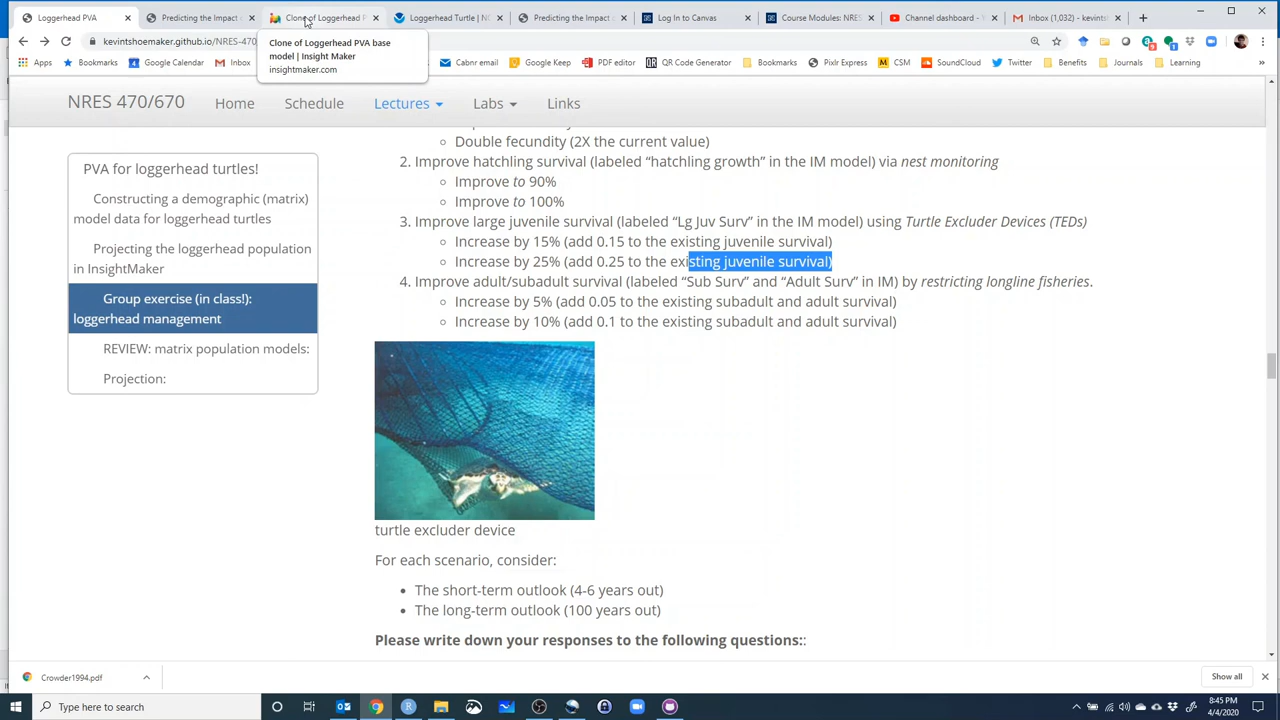 Loggerhead PVA
Predicting the Impact o
Clone of Loggerhead P
Loggerhead Turtle | N
Predicting the Impact o
Log In to Canvas
Course Modules: NRES
Channel dashboard -
Inbox (1,032) - kevints
kevintshoemaker.github.io/NRES-470
Clone of Loggerhead PVA base
model | Insight Maker
insightmaker.com
Apps
Bookmarks
Google Calendar
Inbox
Cabnr email
Google Keep
PDF editor
QR Code Generator
Bookmarks
Pixlr Express
CSM
SoundCloud
Twitter
Benefits
Journals
Learning
NRES 470/670
Home
Schedule
Lectures
Labs
Links
PVA for loggerhead turtles!
Constructing a demographic (matrix)
model data for loggerhead turtles
Projecting the loggerhead population
in InsightMaker
Group exercise (in class!):
loggerhead management
REVIEW: matrix population models:
Projection:
Double fecundity (2X the current value)
2. Improve hatchling survival (labeled “hatchling growth” in the IM model) via nest monitoring
Improve to 90%
Improve to 100%
3. Improve large juvenile survival (labeled “Lg Juv Surv” in the IM model) using Turtle Excluder Devices (TEDs)
Increase by 15% (add 0.15 to the existing juvenile survival)
Increase by 25% (add 0.25 to the existing juvenile survival)
4. Improve adult/subadult survival (labeled “Sub Surv” and “Adult Surv” in IM) by restricting longline fisheries.
Increase by 5% (add 0.05 to the existing subadult and adult survival)
Increase by 10% (add 0.1 to the existing subadult and adult survival)
turtle excluder device
For each scenario, consider:
The short-term outlook (4-6 years out)
The long-term outlook (100 years out)
Please write down your responses to the following questions::
Crowder1994.pdf
Show all
Type here to search
8:45 PM
4/4/2020